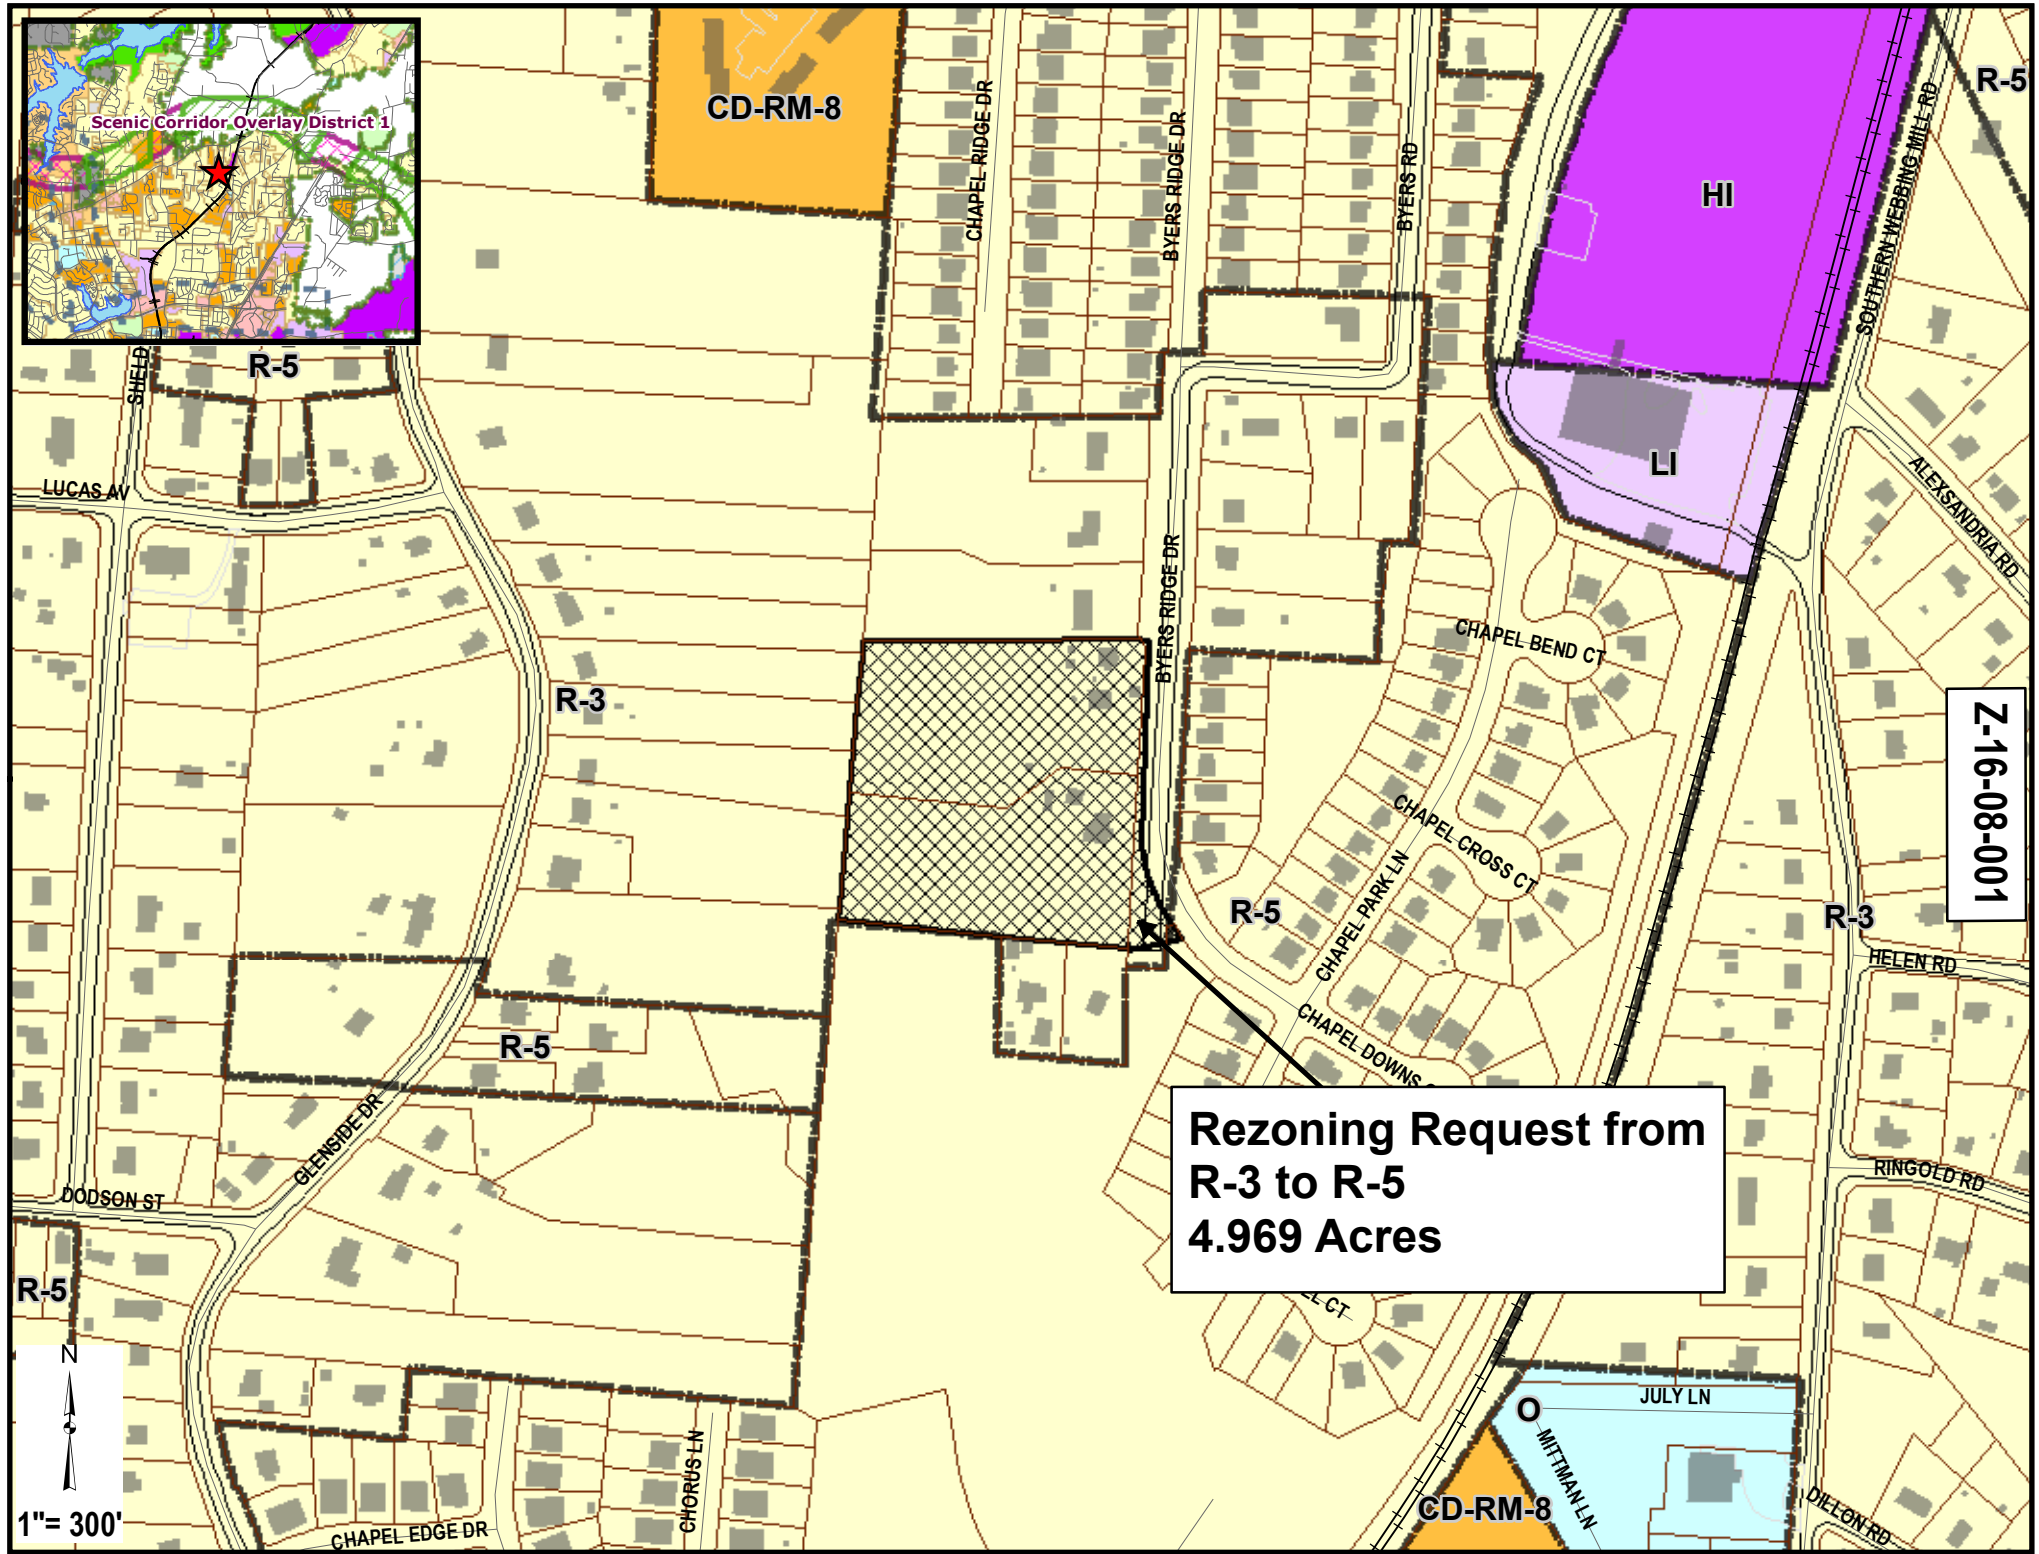 Scenic Corridor Overlay District 1
CD-RM-8
CHAPEL RIDGE DR
BYERS RIDGE DR
BYERS RD
HI
SOUTHERN WEBBING MILL RD
R-5
R-5
SHELD
LUCAS AV
LI
ALEXSANDRIA RD
BYERS RIDGE DR
CHAPEL BEND CT
R-3
Z-16-08-001
CHAPEL CROSS CT
CHAPEL PARK LN
R-5
R-3
HELEN RD
CHAPEL DOWNS
R-5
GLENSIDE DR
Rezoning Request from
R-3 to R-5
4.969 Acres
RINGOLD RD
DODSON ST
R-5
CT
N
JULY LN
O
MITTMAN LN
CHORUS LN
CD-RM-8
DILLON RD
1"= 300'
CHAPEL EDGE DR